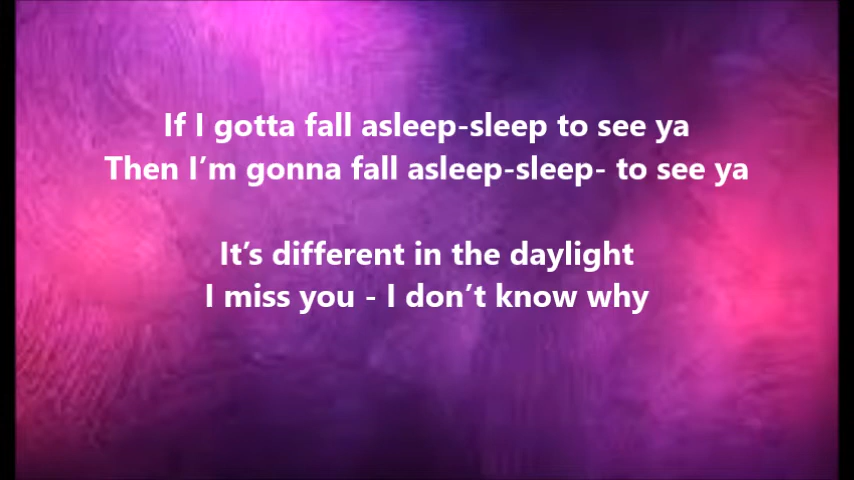 If I gotta fall asleep-sleep to see ya
Then I’m gonna fall asleep-sleep- to see ya
It’s different in the daylight
I miss you - I don’t know why